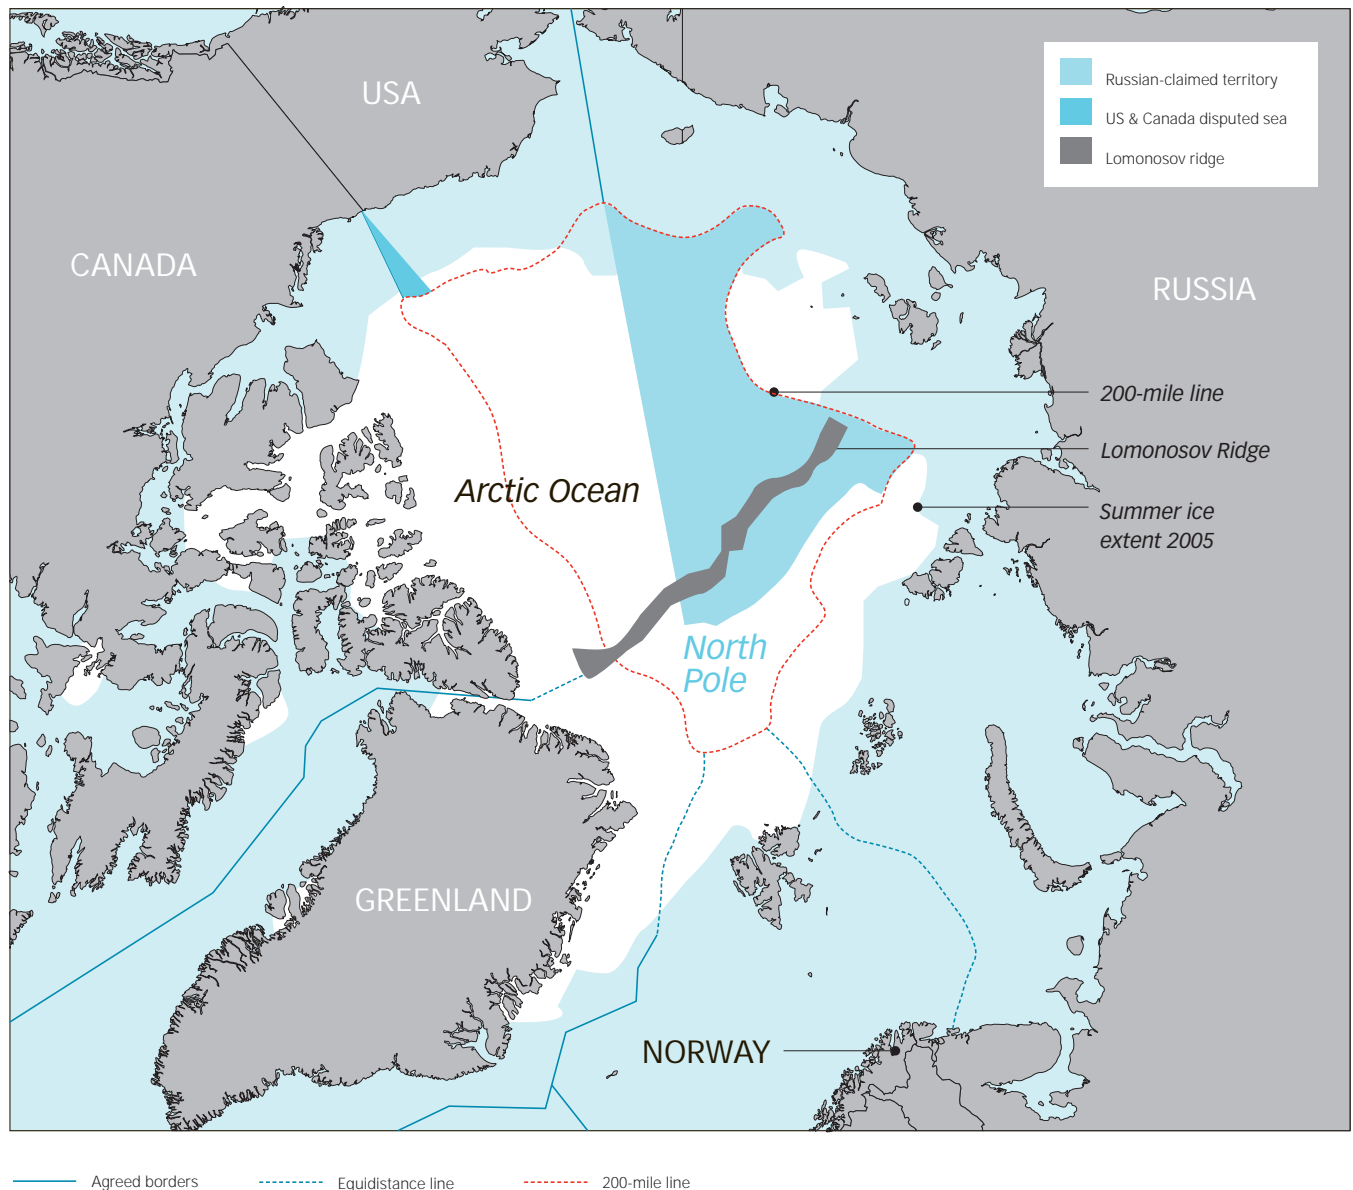 USA
CANADA
RUSSIA
Russian-claimed territory
US & Canada disputed sea
Lomonosov ridge
200-mile line
Lomonosov Ridge
Summer ice
extent 2005
Arctic Ocean
North
Pole
GREENLAND
NORWAY
Agreed borders
Equidistance line
200-mile line